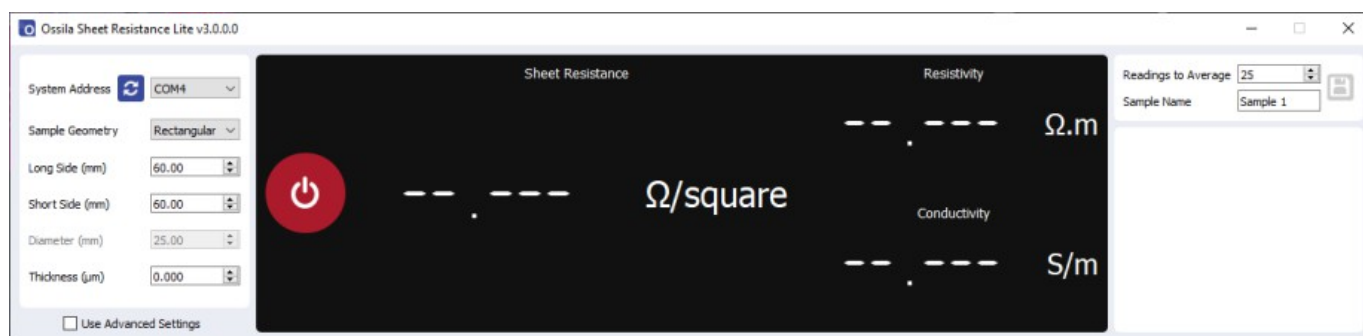 Ossila Sheet Resistance Lite v3.0.0.0
System Address COM4
Sample Geometry Rectangular
Long Side (mm) 60.00
Short Side (mm) 60.00
Diameter (mm) 25.00
Thickness (μm) 0.000
Use Advanced Settings
Sheet Resistance
--.--- Ω/square
Resistivity
--.--- Ω.m
Conductivity
--.--- S/m
Readings to Average 25
Sample Name Sample 1